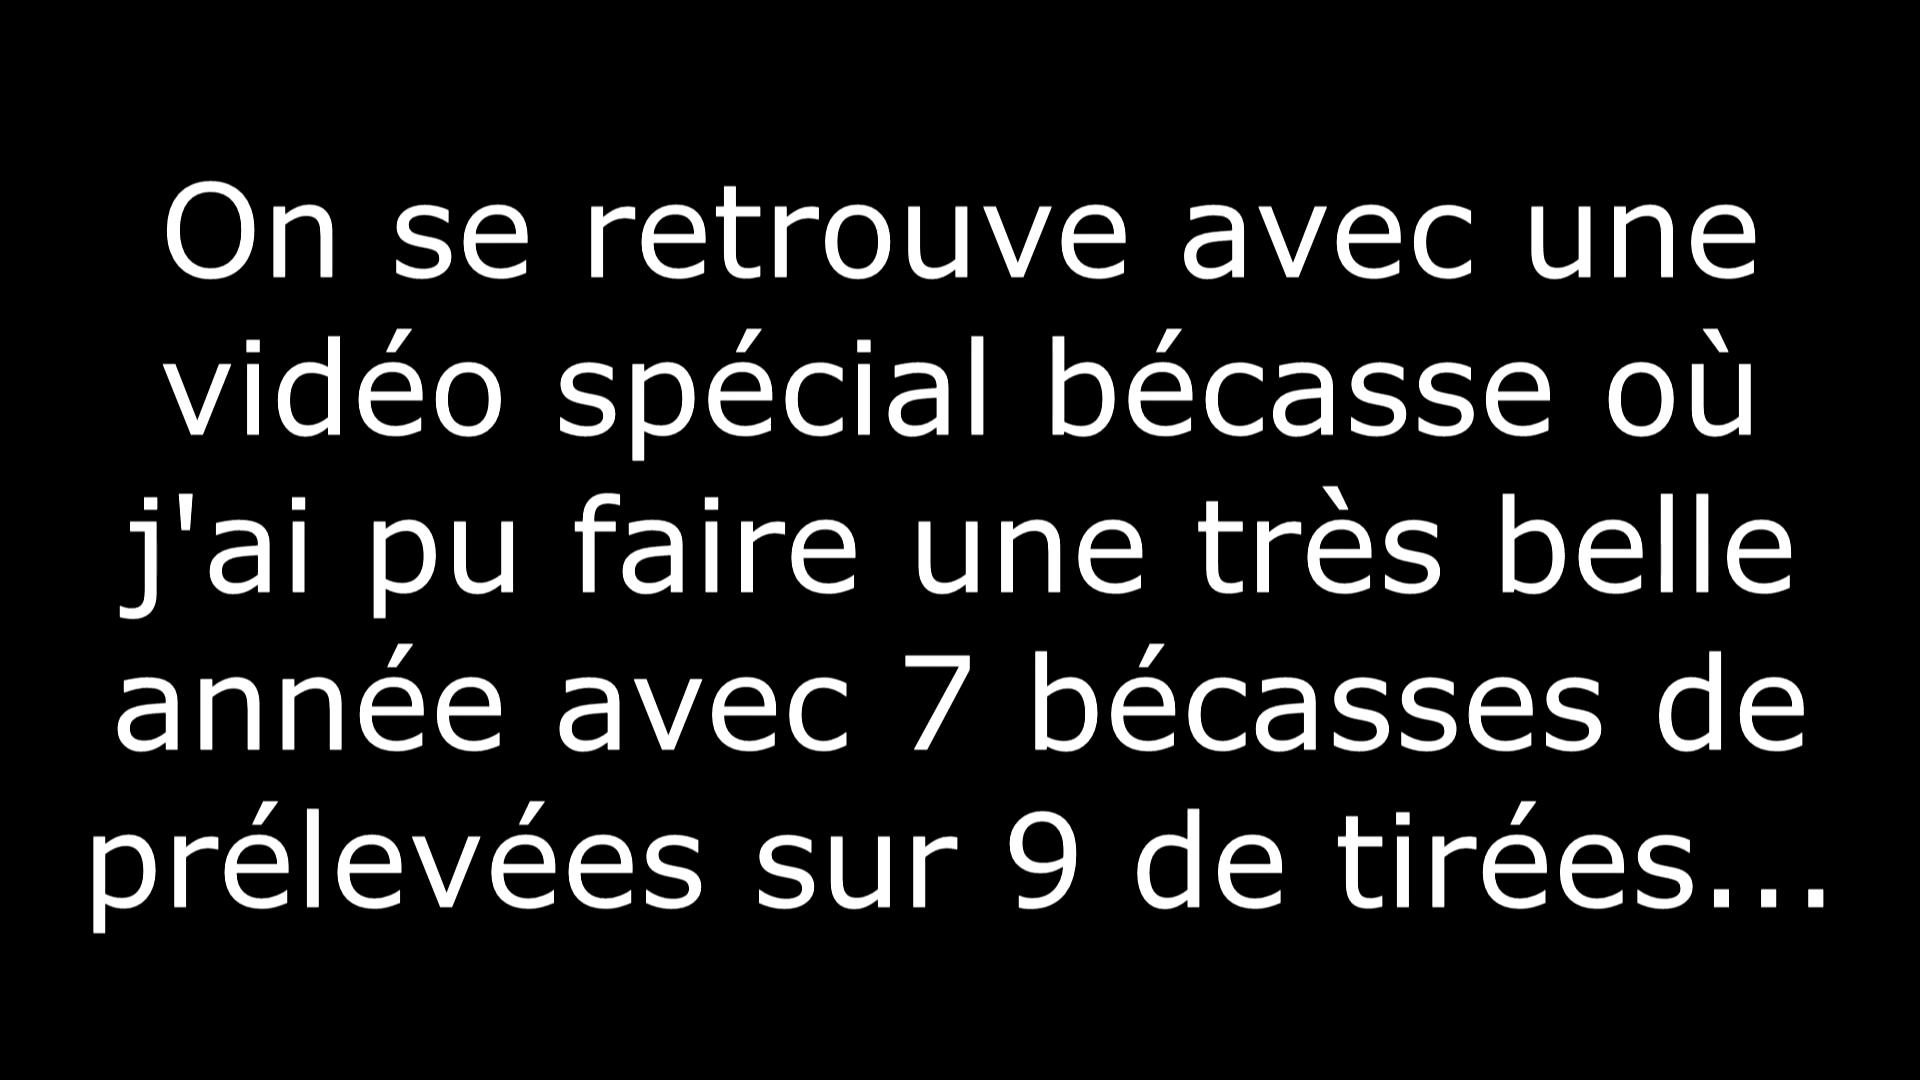 On se retrouve avec une
vidéo spécial bécasse où
j'ai pu faire une très belle
année avec 7 bécasses de
prélevées sur 9 de tirées...